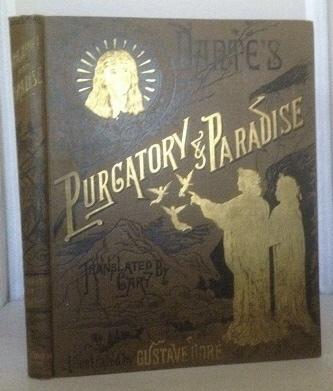 DANTE'S
PURGATORY & PARADISE
TRANSLATED BY
CARY
GUSTAVE DORÉ